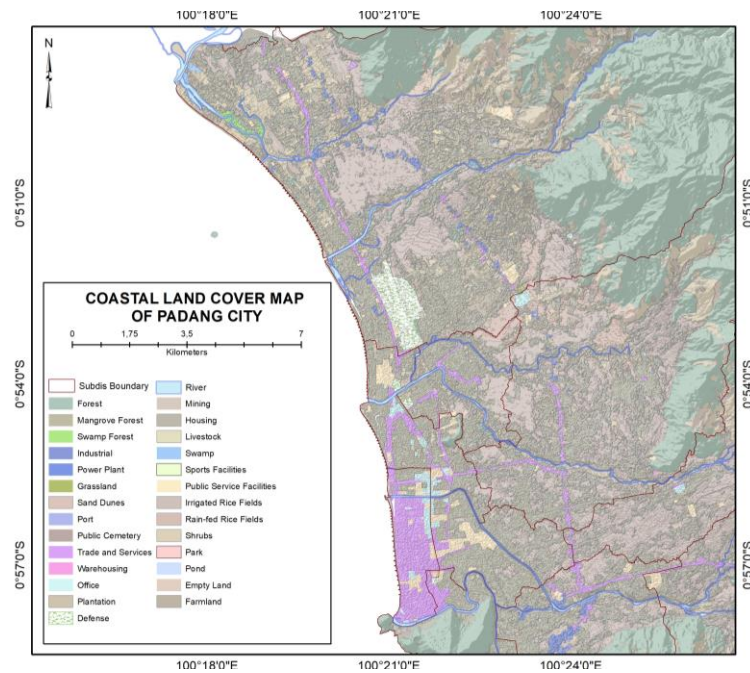 100°18'0"E 100°21'0"E 100°24'0"E
N
0°51'0"S 0°51'0"S
COASTAL LAND COVER MAP
OF PADANG CITY
0 1,75 3,5 7
Kilometers
0°54'0"S 0°54'0"S
Subdis Boundary River
Forest Mining
Mangrove Forest Housing
Swamp Forest Livestock
Industrial Swamp
Power Plant Sports Facilities
Grassland Public Service Facilities
Sand Dunes Irrigated Rice Fields
Port Rain-fed Rice Fields
Public Cemetery Shrubs
Trade and Services Park
Warehousing Pond
Office Empty Land
Plantation Farmland
Defense
0°57'0"S 0°57'0"S
100°18'0"E 100°21'0"E 100°24'0"E